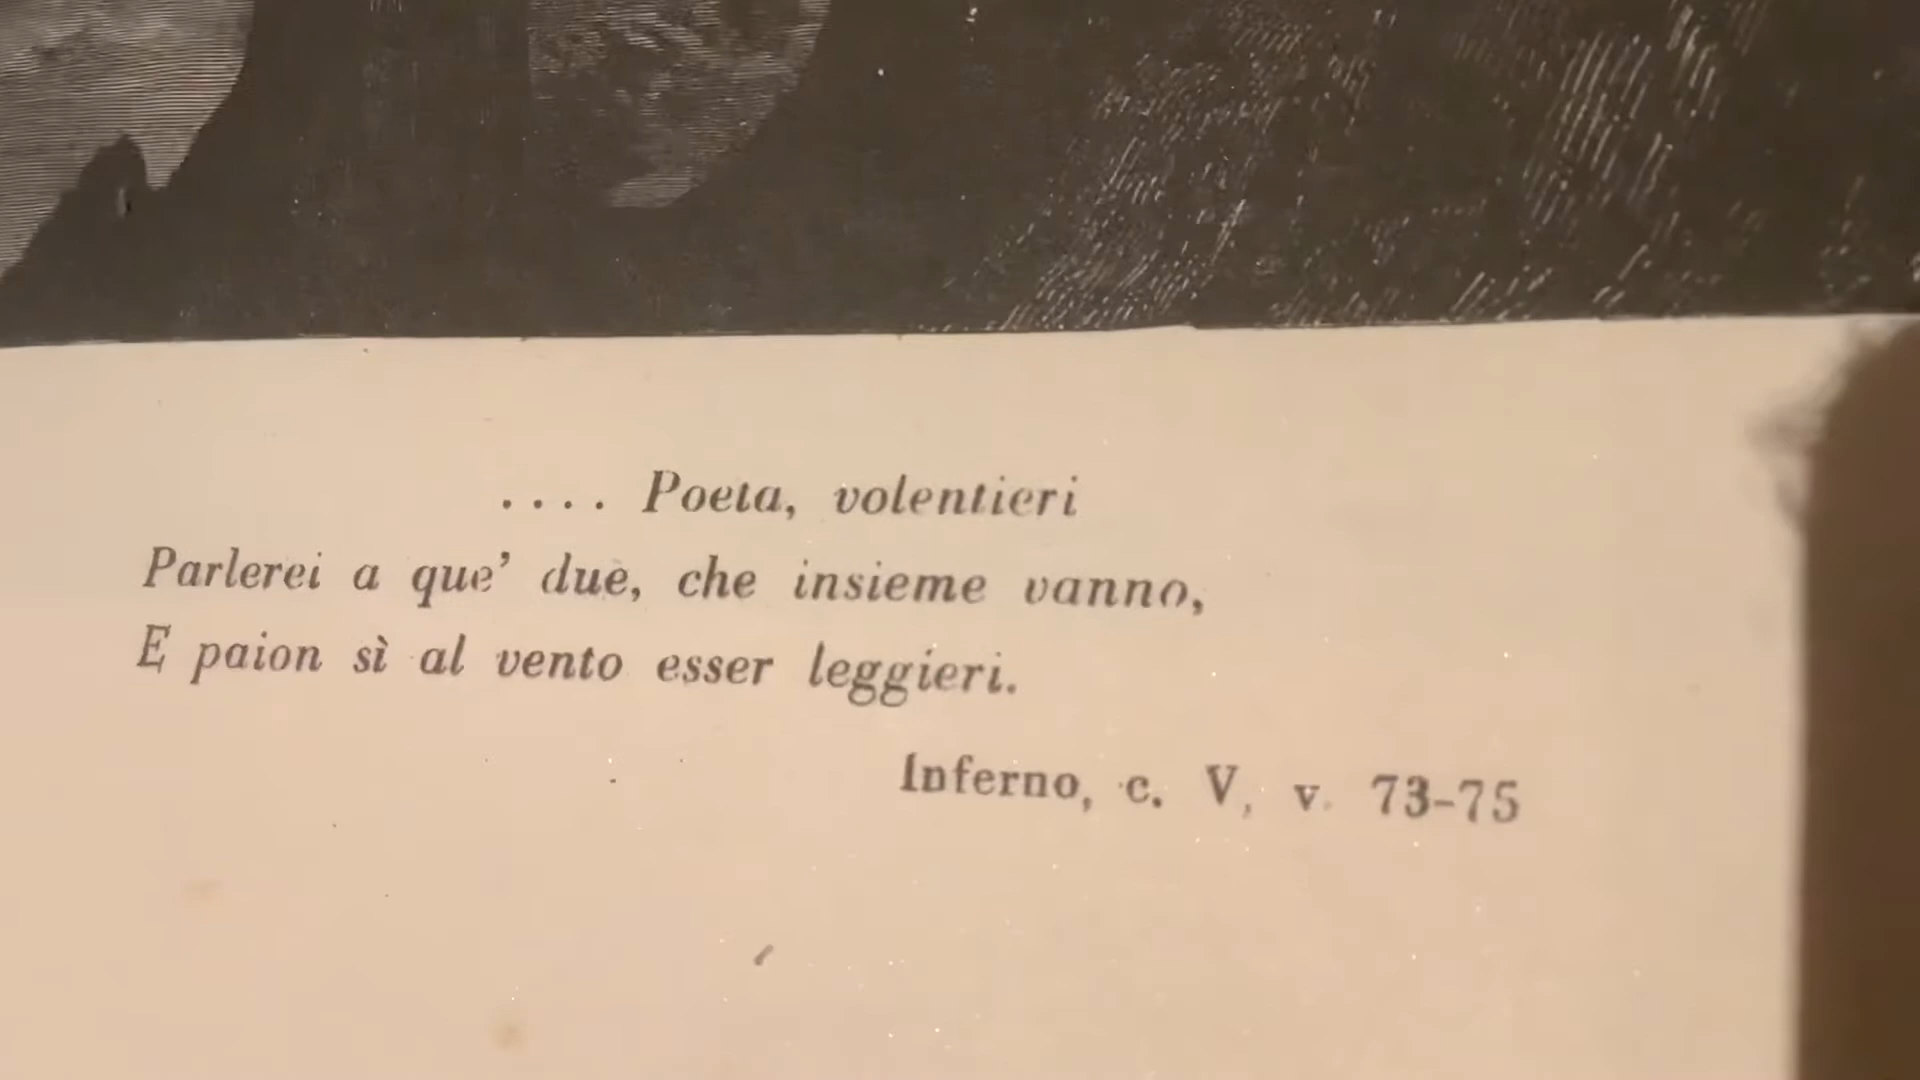 .... Poeta, volentieri
Parlerei a que' due, che insieme vanno,
E paion sì al vento esser leggieri.
Inferno, c. V, v. 73-75